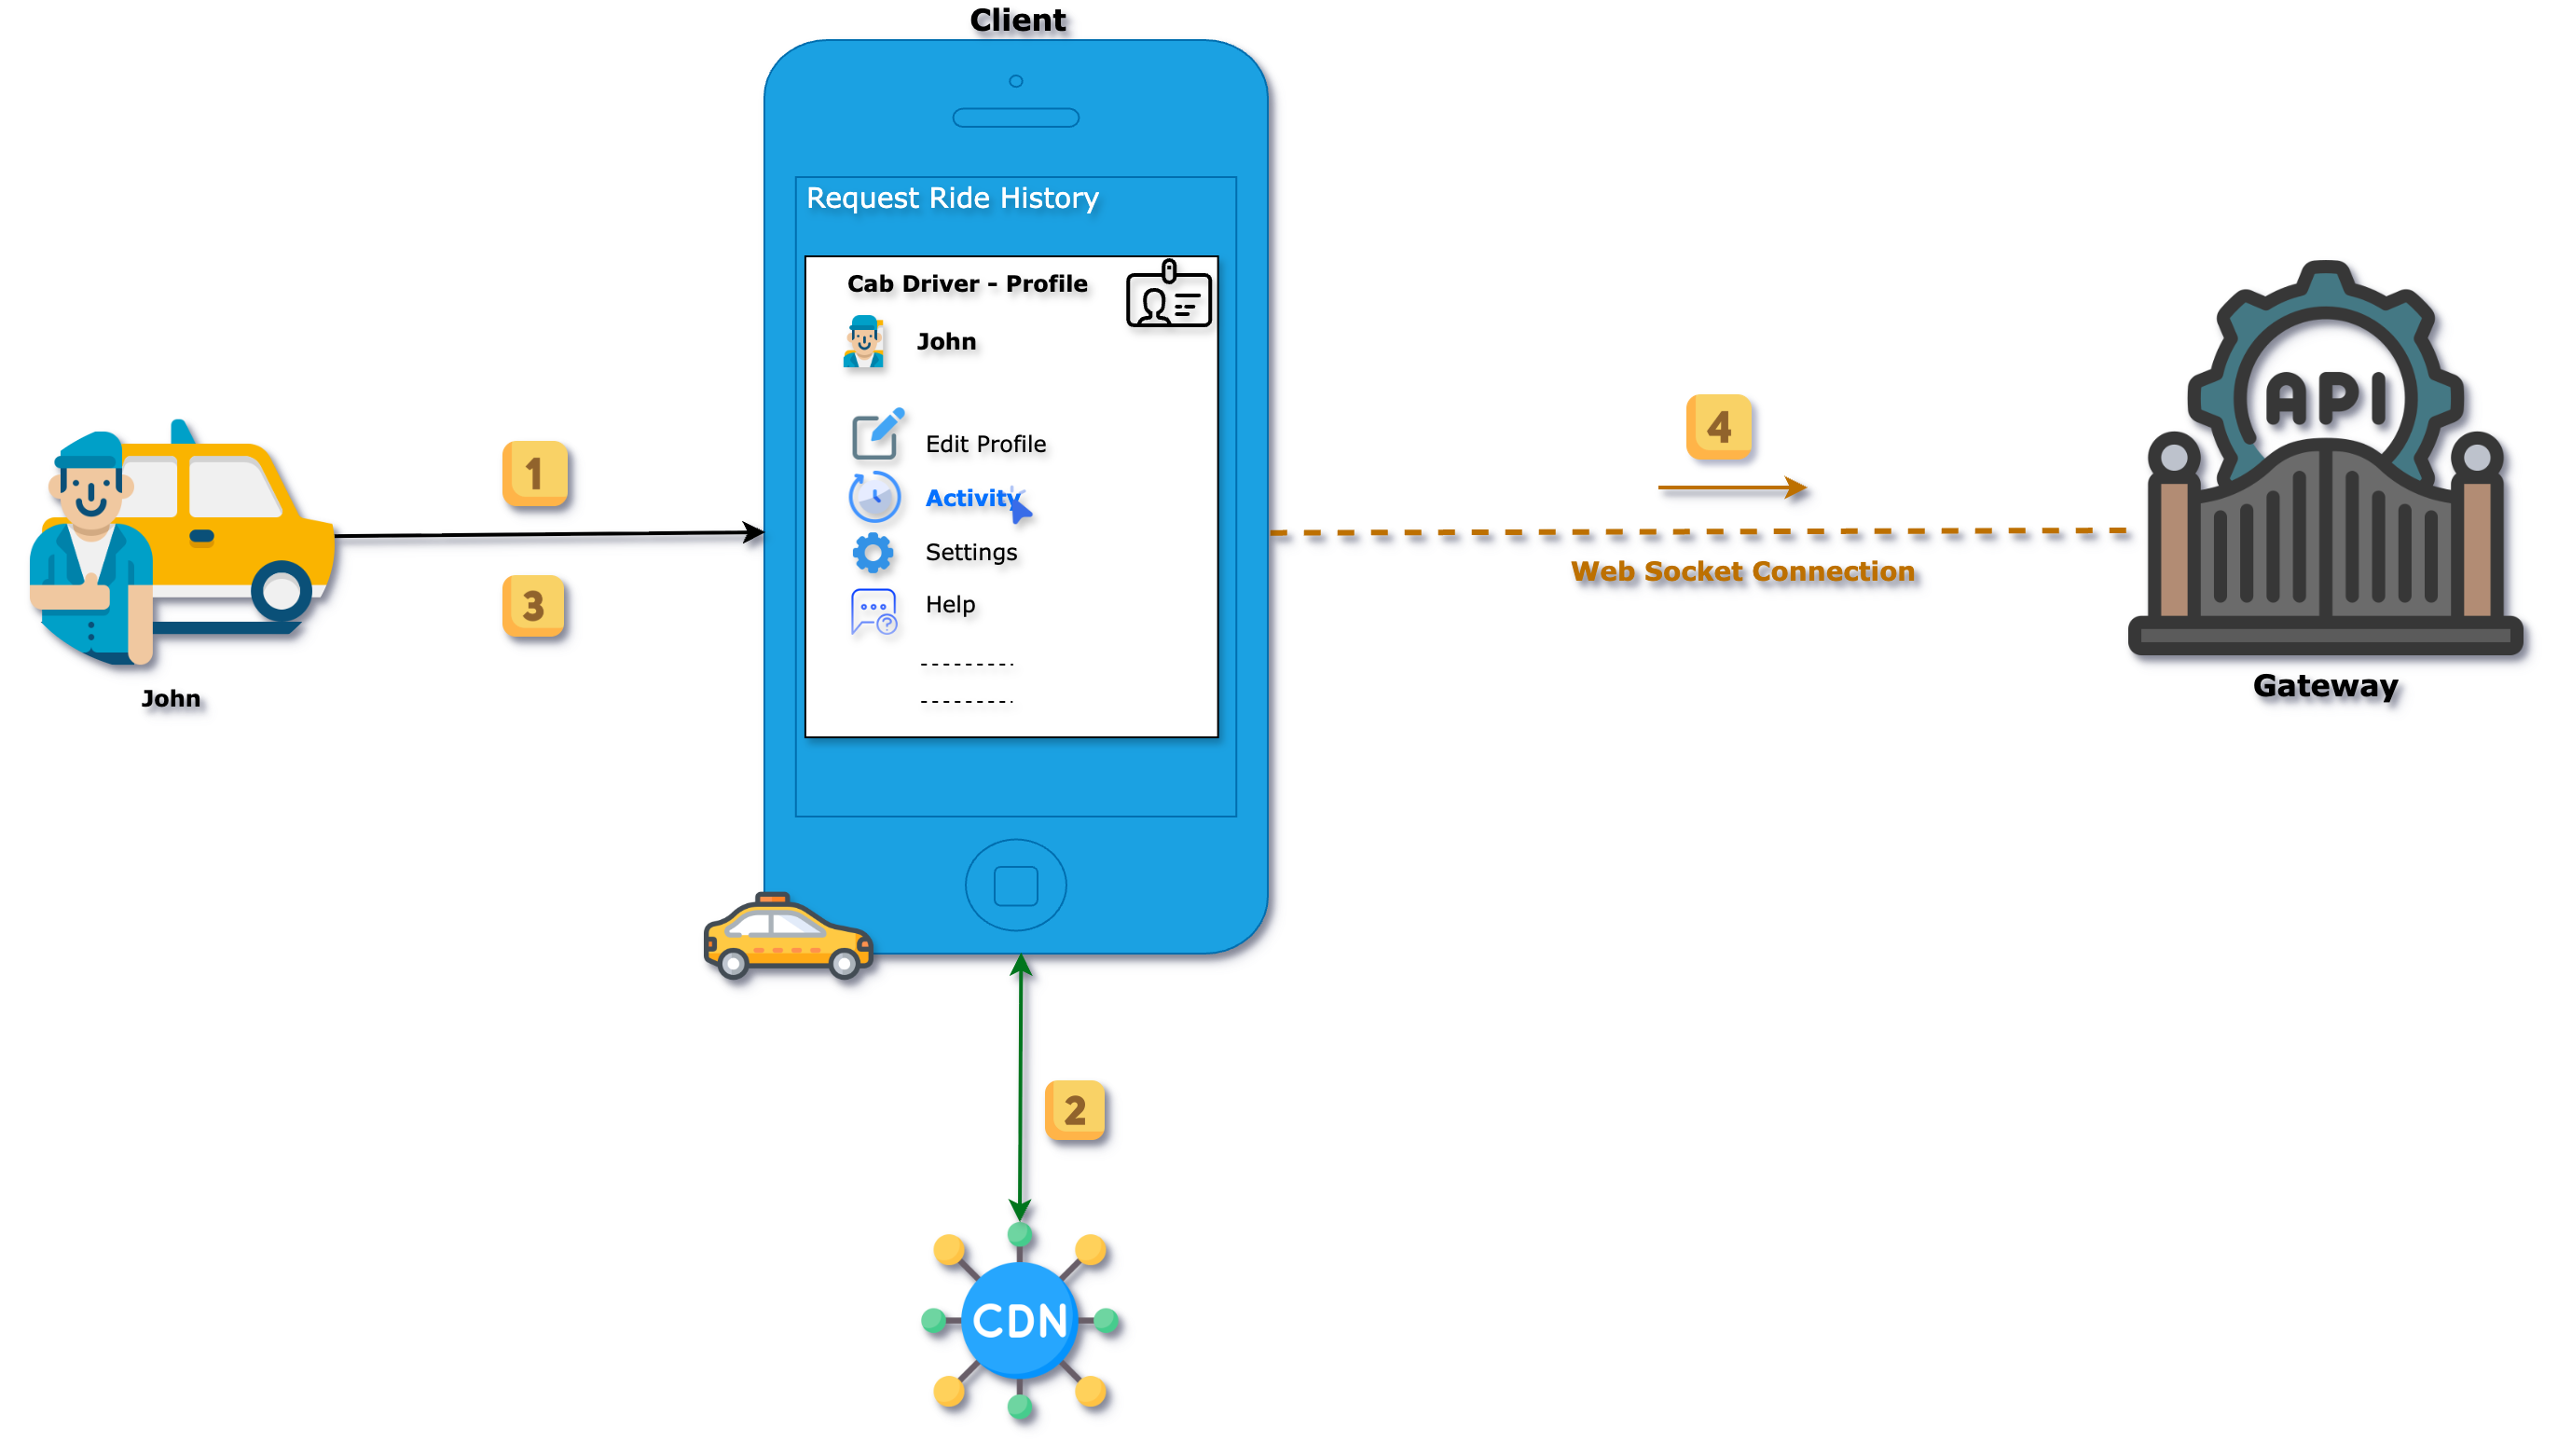 Client
Request Ride History
Cab Driver - Profile
John
Edit Profile
Activity
Settings
Help
1
3
John
4
Web Socket Connection
API
Gateway
2
CDN